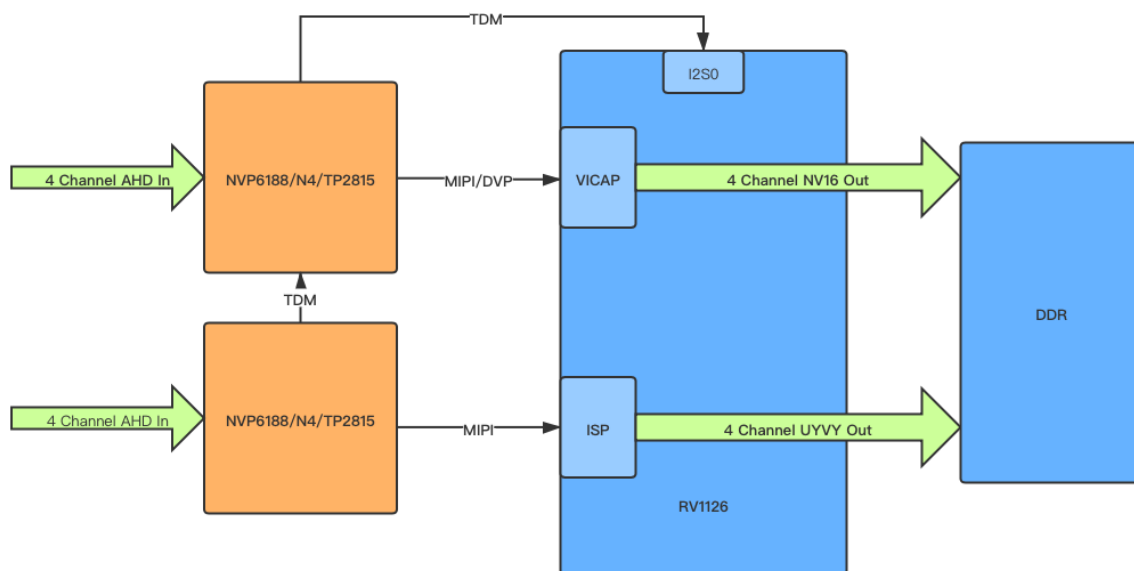 TDM
I2S0
4 Channel AHD In
NVP6188/N4/TP2815
MIPI/DVP
VICAP
4 Channel NV16 Out
TDM
DDR
4 Channel AHD In
NVP6188/N4/TP2815
MIPI
ISP
4 Channel UYVY Out
RV1126